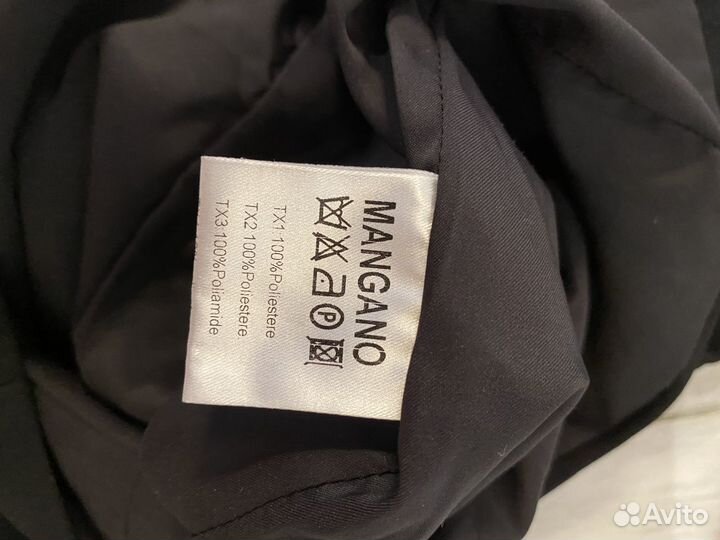 MANGANO
P
TX1:100%Poliestere
TX2:100%Poliestere
TX3:100%Poliamide
Avito